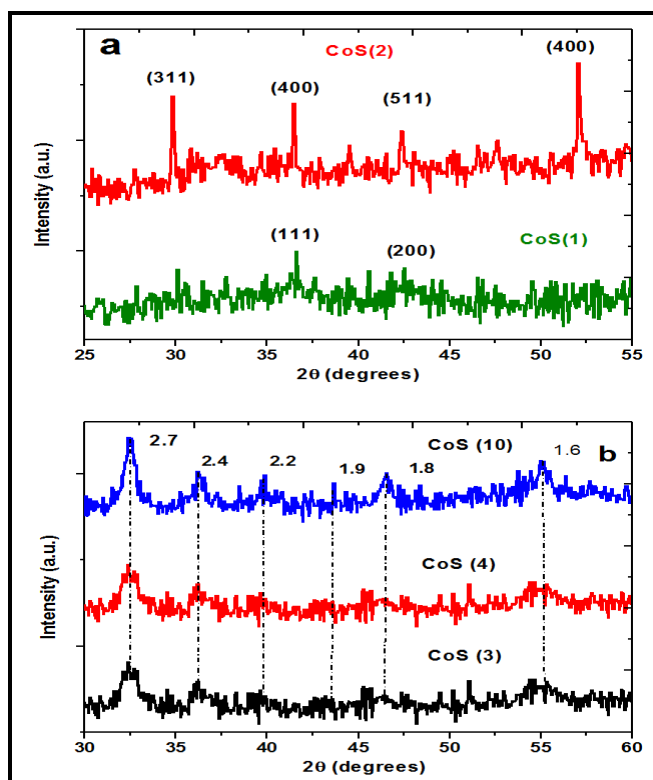 a
CoS(2)
(311)
(400)
(511)
(400)
(111)
(200)
CoS(1)
Intensity (a.u.)
25 30 35 40 45 50 55
2θ (degrees)
b
2.7
2.4
2.2
1.9
1.8
1.6
CoS (10)
CoS (4)
CoS (3)
Intensity (a.u.)
30 35 40 45 50 55 60
2θ (degrees)